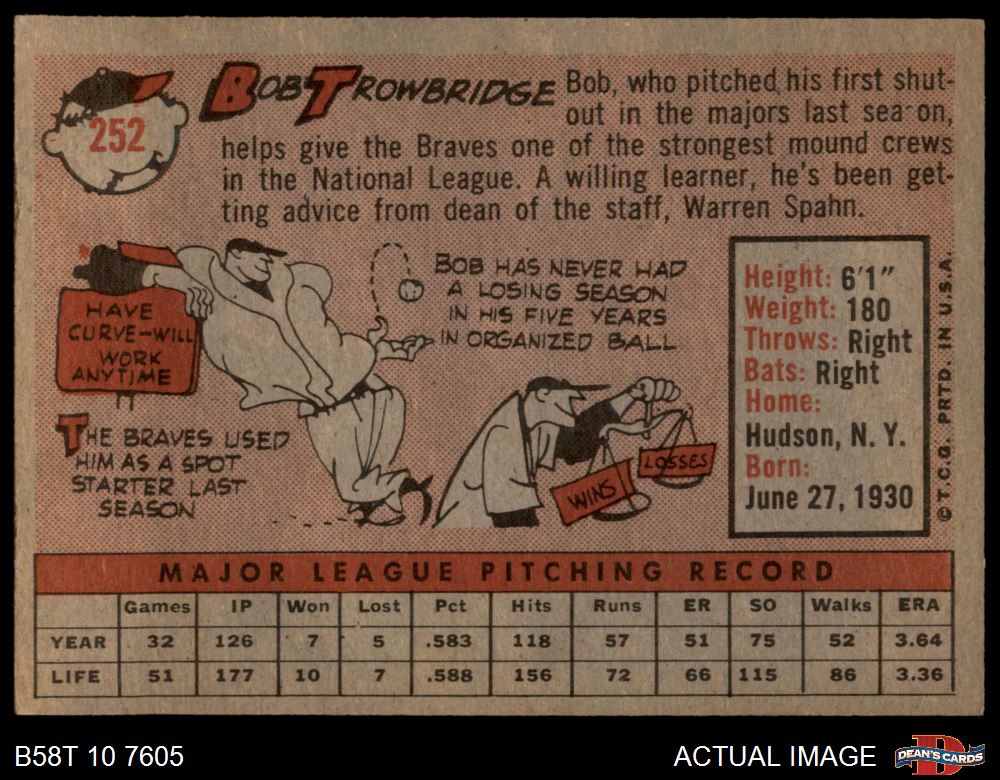 252
BOB TROWBRIDGE
Bob, who pitched his first shut-
out in the majors last sea on,
helps give the Braves one of the strongest mound crews
in the National League. A willing learner, he's been get-
ting advice from dean of the staff, Warren Spahn.
HAVE
CURVE-WILL
WORK
ANYTIME
BOB HAS NEVER HAD
A LOSING SEASON
IN HIS FIVE YEARS
IN ORGANIZED BALL
THE BRAVES USED
HIM AS A SPOT
STARTER LAST
SEASON
WINS
LOSSES
Height: 6'1"
Weight: 180
Throws: Right
Bats: Right
Home:
Hudson, N. Y.
Born:
June 27, 1930
© T.C.G. PRTD. IN U.S.A.
MAJOR LEAGUE PITCHING RECORD
Games IP Won Lost Pct Hits Runs ER SO Walks ERA
YEAR 32 126 7 5 .583 118 57 51 75 52 3.64
LIFE 51 177 10 7 .588 156 72 66 115 86 3.36
B58T 10 7605
ACTUAL IMAGE
D
DEAN'S CARDS